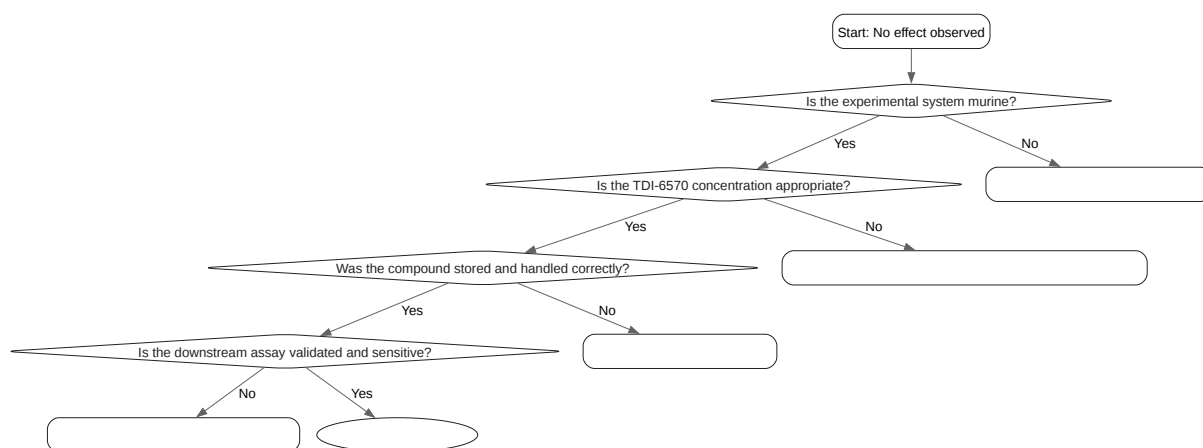 Start: No effect observed
Is the experimental system murine?
Yes
No
Is the TDI-6570 concentration appropriate?
Yes
No
Was the compound stored and handled correctly?
Yes
No
Is the downstream assay validated and sensitive?
No
Yes